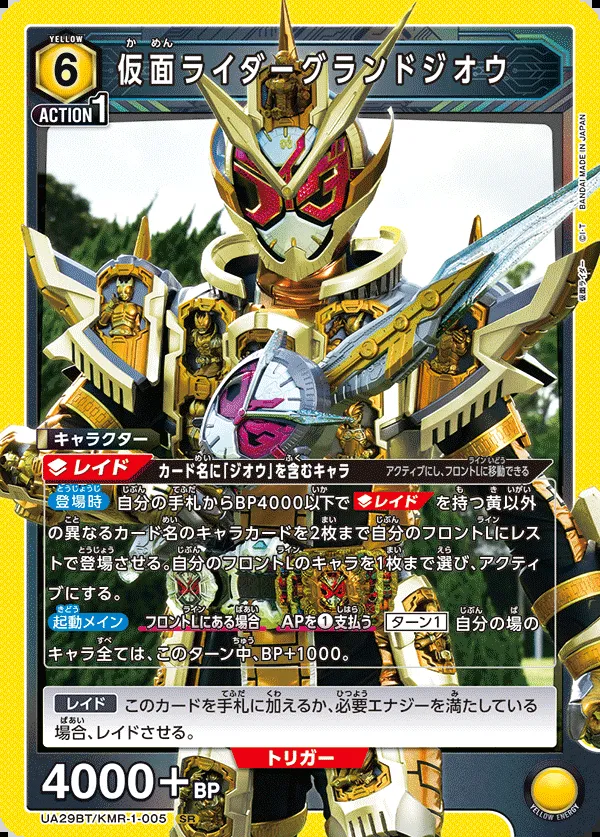 YELLOW
6
ACTION 1
仮面ライダーグランドジオウ
キャラクター
レイド カード名に「ジオウ」を含むキャラ アクティブにし、フロントLに移動できる
登場時 自分の手札からBP4000以下で レイド を持つ黄以外
の異なるカード名のキャラカードを2枚まで自分のフロントLにレス
トで登場させる。自分のフロントLのキャラを1枚まで選び、アクティ
ブにする。
起動メイン フロントLにある場合 APを1支払う ターン1 自分の場の
キャラ全ては、このターン中、BP+1000。
レイド このカードを手札に加えるか、必要エナジーを満たしている
場合、レイドさせる。
トリガー
4000+BP
UA29BT/KMR-1-005 SR
YELLOW ENERGY
仮面ライダー ©I・T BANDAI MADE IN JAPAN